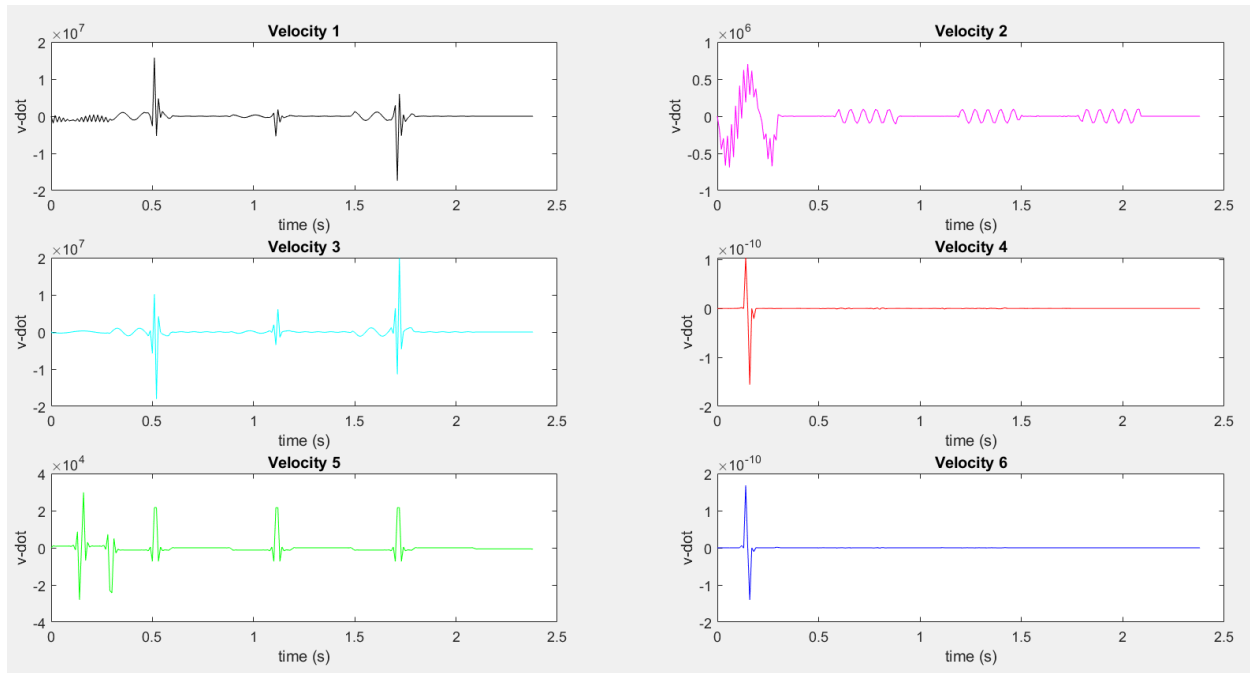 Velocity 1
×10^7
2
1
0
-1
-2
v-dot
0 0.5 1 1.5 2 2.5
time (s)
Velocity 2
×10^6
1
0.5
0
-0.5
-1
v-dot
0 0.5 1 1.5 2 2.5
time (s)
Velocity 3
×10^7
2
1
0
-1
-2
v-dot
0 0.5 1 1.5 2 2.5
time (s)
Velocity 4
×10^-10
1
0
-1
-2
v-dot
0 0.5 1 1.5 2 2.5
time (s)
Velocity 5
×10^4
4
2
0
-2
-4
v-dot
0 0.5 1 1.5 2 2.5
time (s)
Velocity 6
×10^-10
2
1
0
-1
-2
v-dot
0 0.5 1 1.5 2 2.5
time (s)